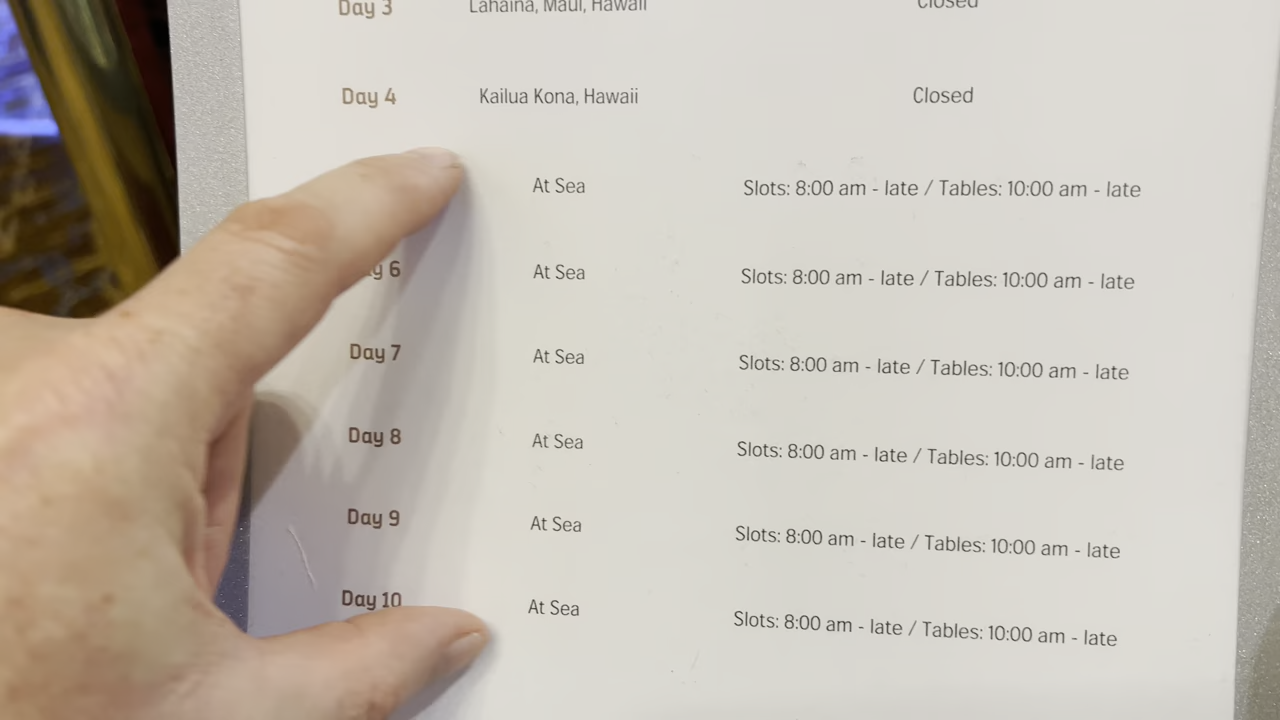 Day 3 Lahaina, Maui, Hawaii Closed
Day 4 Kailua Kona, Hawaii Closed
At Sea Slots: 8:00 am - late / Tables: 10:00 am - late
y 6 At Sea Slots: 8:00 am - late / Tables: 10:00 am - late
Day 7 At Sea Slots: 8:00 am - late / Tables: 10:00 am - late
Day 8 At Sea Slots: 8:00 am - late / Tables: 10:00 am - late
Day 9 At Sea Slots: 8:00 am - late / Tables: 10:00 am - late
Day 10 At Sea Slots: 8:00 am - late / Tables: 10:00 am - late